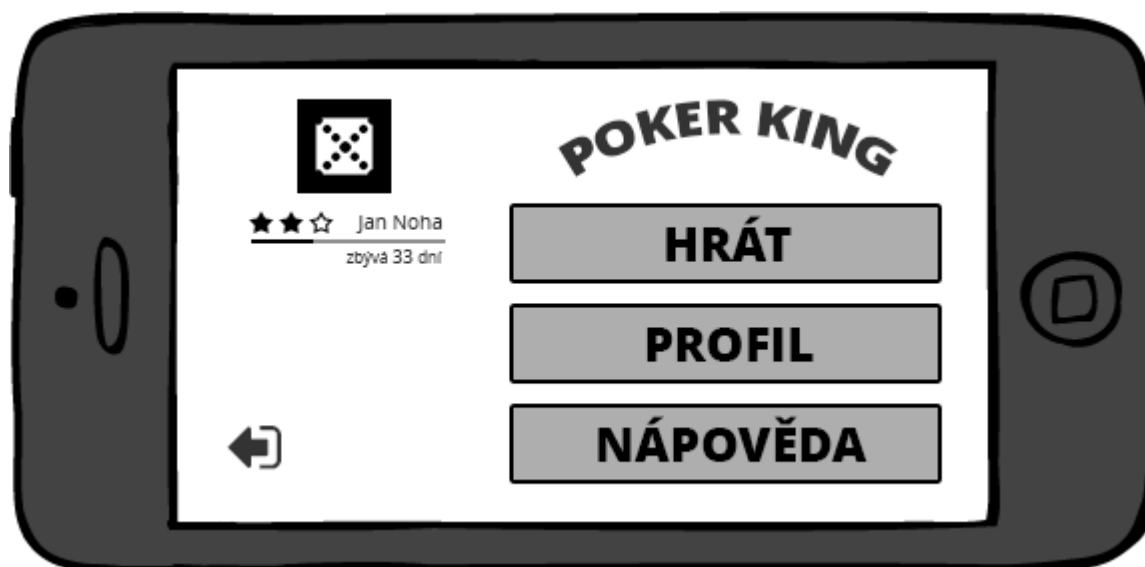 POKER KING
Jan Noha
zbývá 33 dní
HRÁT
PROFIL
NÁPOVĚDA